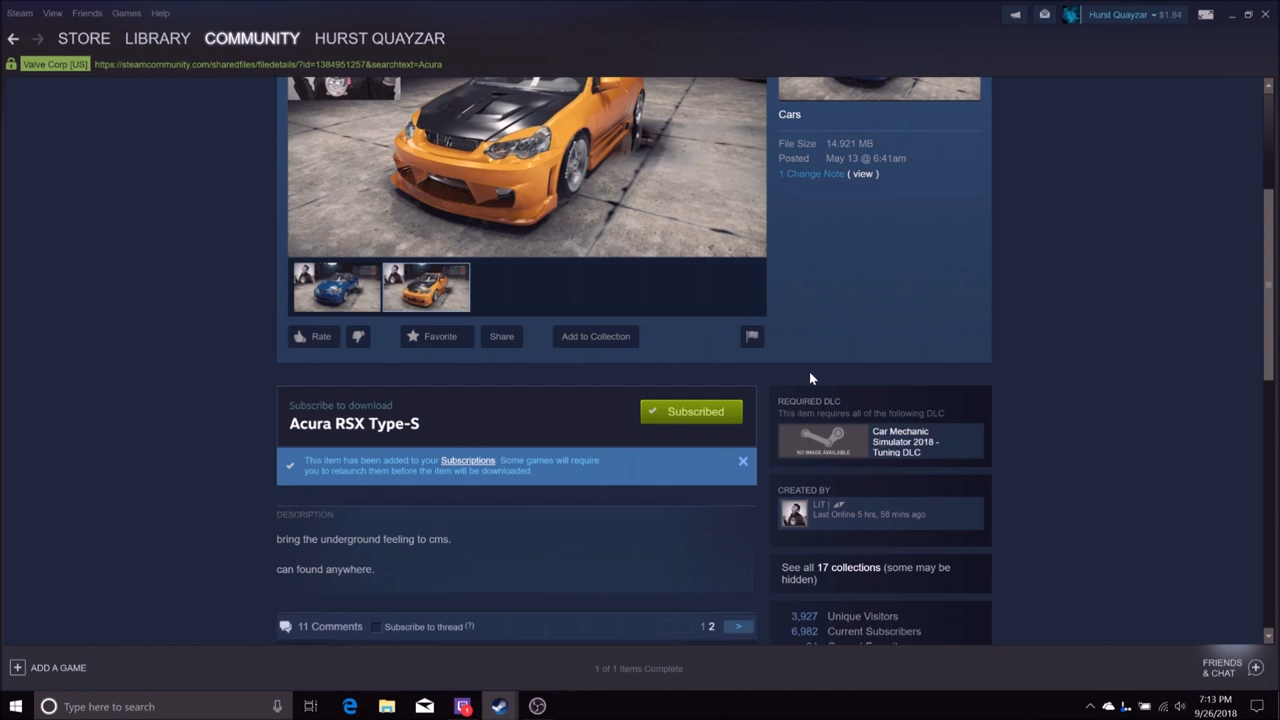 Steam View Friends Games Help
Hurst Quayzar $1.84
STORE LIBRARY COMMUNITY HURST QUAYZAR
Valve Corp [US] https://steamcommunity.com/sharedfiles/filedetails/?id=1384951257&searchtext=Acura
Cars
File Size 14.921 MB
Posted May 13 @ 6:41am
1 Change Note ( view )
Rate Favorite Share Add to Collection
Subscribe to download
Acura RSX Type-S
Subscribed
This item has been added to your Subscriptions. Some games will require
you to relaunch them before the item will be downloaded.
DESCRIPTION
bring the underground feeling to cms.
can found anywhere.
11 Comments Subscribe to thread (?)
1 2 >
REQUIRED DLC
This item requires all of the following DLC
NO IMAGE AVAILABLE
Car Mechanic
Simulator 2018 -
Tuning DLC
CREATED BY
LIT |
Last Online 5 hrs, 58 mins ago
See all 17 collections (some may be
hidden)
3,927 Unique Visitors
6,982 Current Subscribers
+ ADD A GAME
1 of 1 Items Complete
FRIENDS
& CHAT
Type here to search
1
7:13 PM
9/26/2018